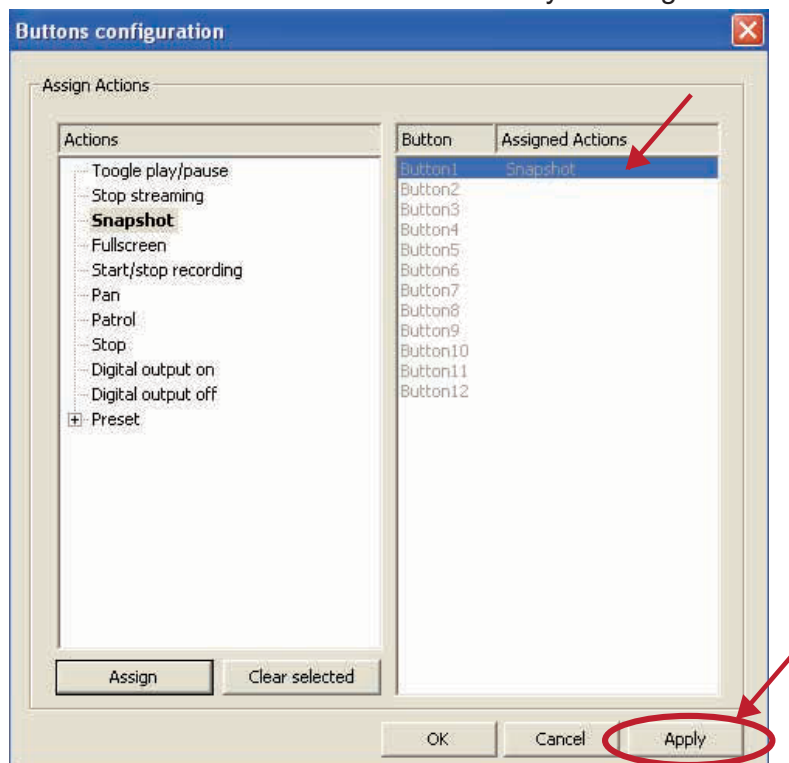 Buttons configuration
Assign Actions
Actions
Toogle play/pause
Stop streaming
Snapshot
Fullscreen
Start/stop recording
Pan
Patrol
Stop
Digital output on
Digital output off
Preset
Assign
Clear selected
Button Assigned Actions
Button1 Snapshot
Button2
Button3
Button4
Button5
Button6
Button7
Button8
Button9
Button10
Button11
Button12
OK
Cancel
Apply